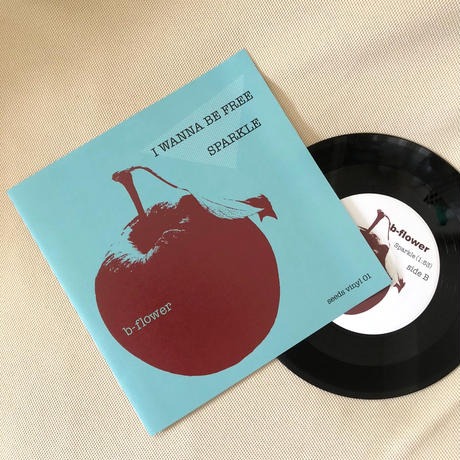 I WANNA BE FREE
SPARKLE
b-flower
seeds vinyl 01
b-flower
Sparkle (1:53)
side B